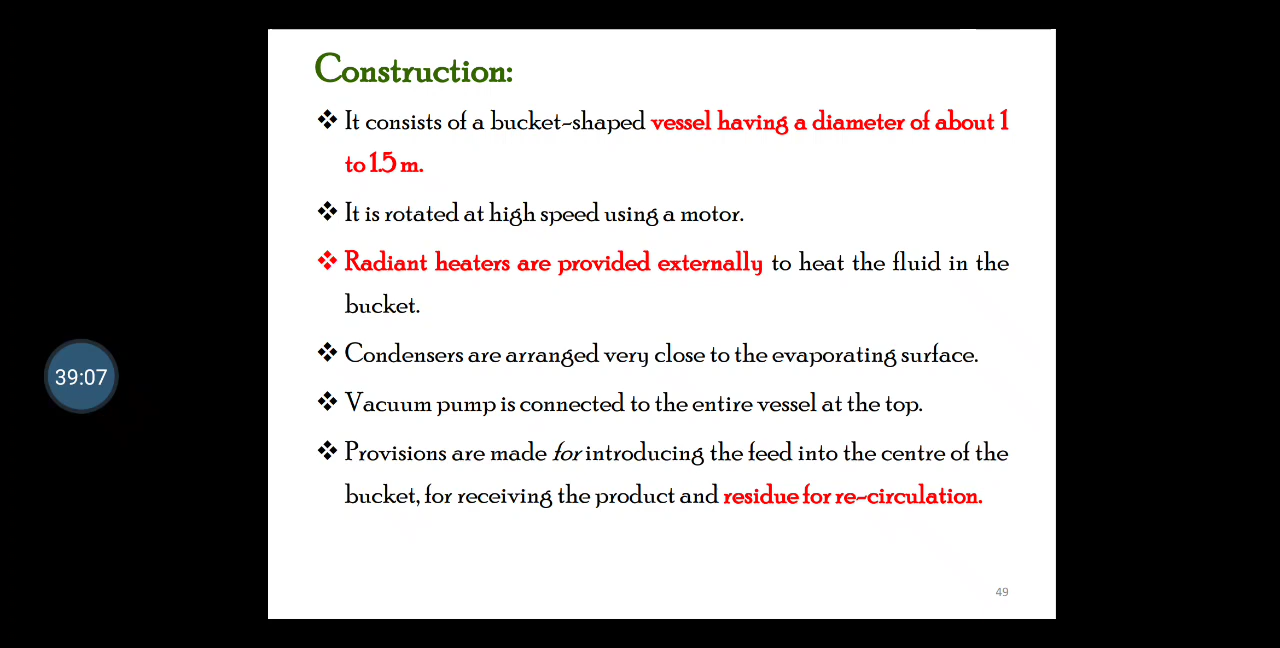 Construction:
❖ It consists of a bucket-shaped vessel having a diameter of about 1
to 1.5 m.
❖ It is rotated at high speed using a motor.
❖ Radiant heaters are provided externally to heat the fluid in the
bucket.
❖ Condensers are arranged very close to the evaporating surface.
39:07
❖ Vacuum pump is connected to the entire vessel at the top.
❖ Provisions are made for introducing the feed into the centre of the
bucket, for receiving the product and residue for re-circulation.
49